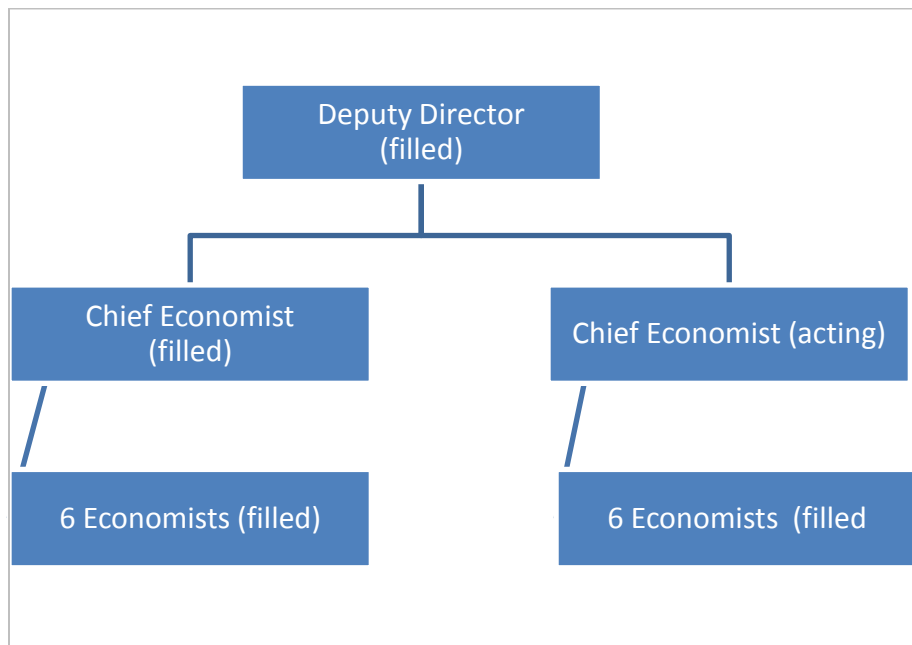 Deputy Director
(filled)
Chief Economist
(filled)
Chief Economist (acting)
6 Economists (filled)
6 Economists  (filled